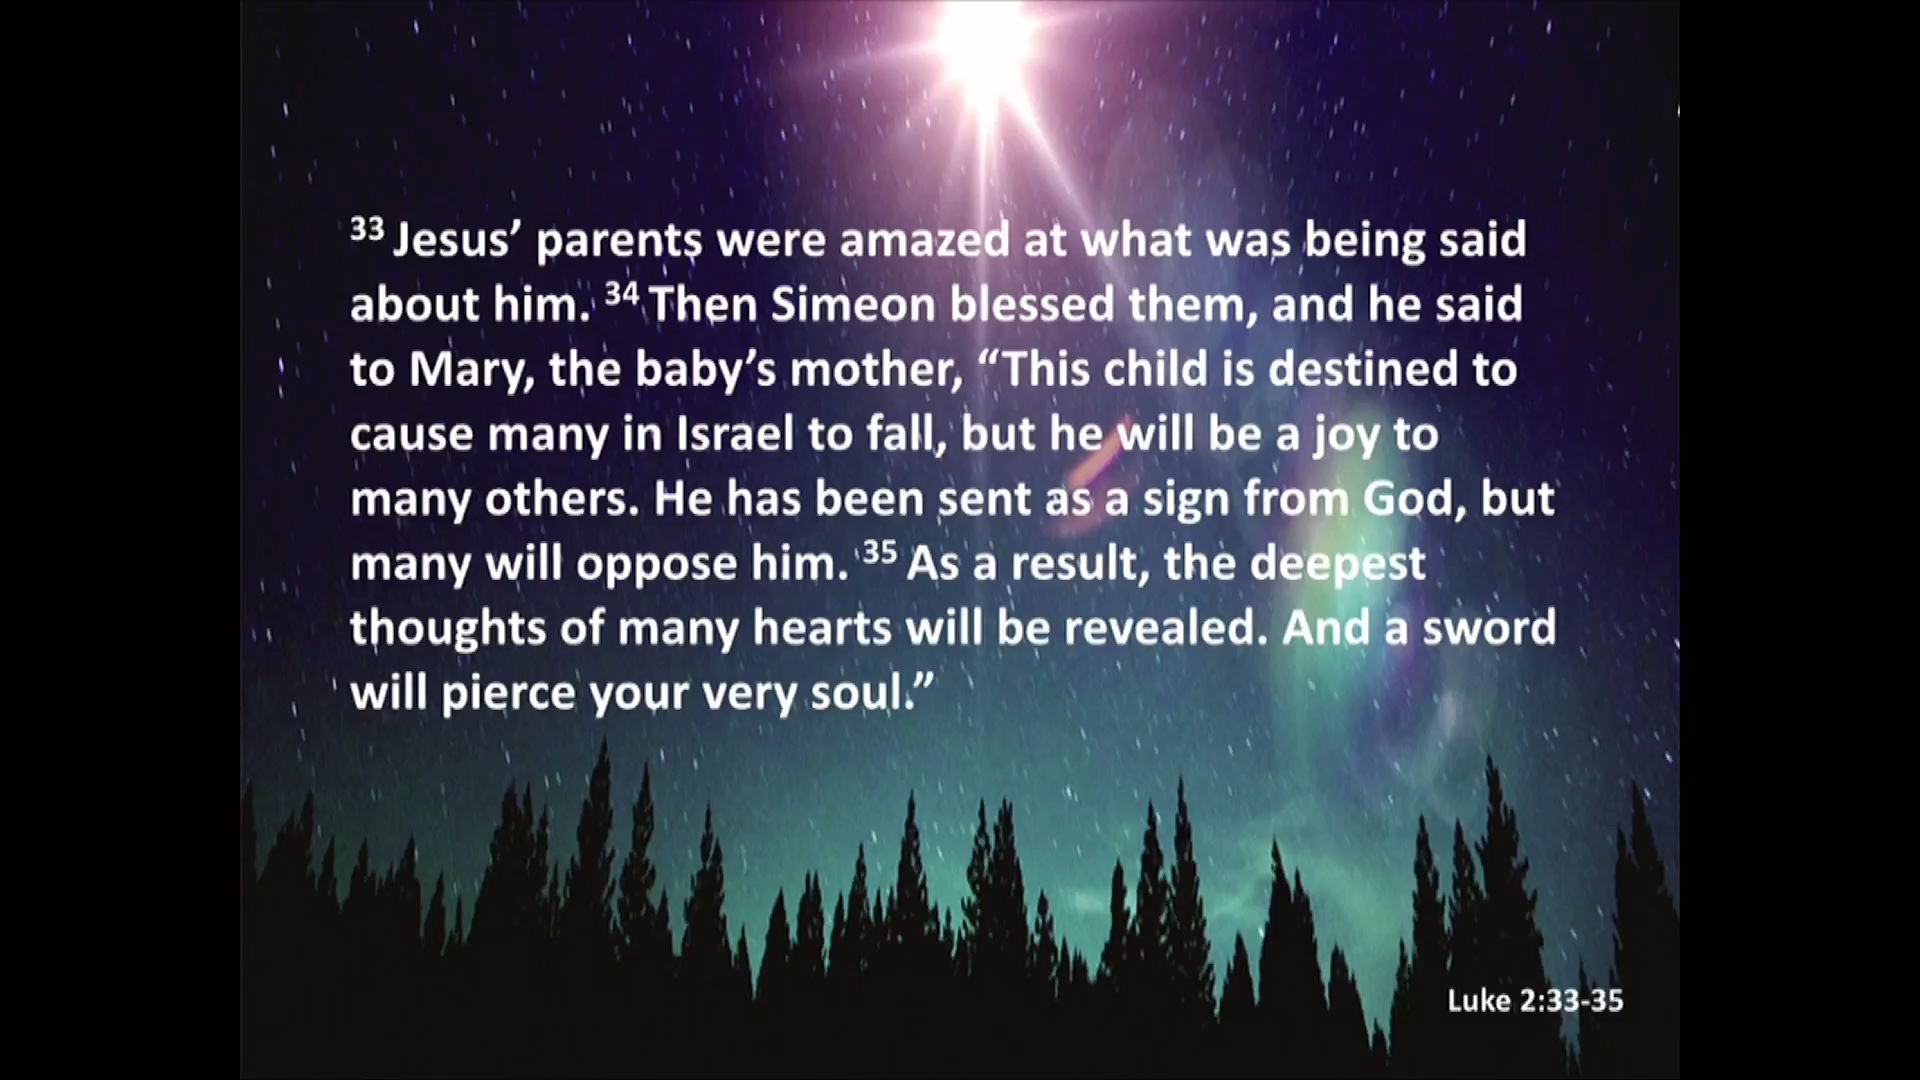 33 Jesus’ parents were amazed at what was being said
about him. 34 Then Simeon blessed them, and he said
to Mary, the baby’s mother, “This child is destined to
cause many in Israel to fall, but he will be a joy to
many others. He has been sent as a sign from God, but
many will oppose him. 35 As a result, the deepest
thoughts of many hearts will be revealed. And a sword
will pierce your very soul.”
Luke 2:33-35